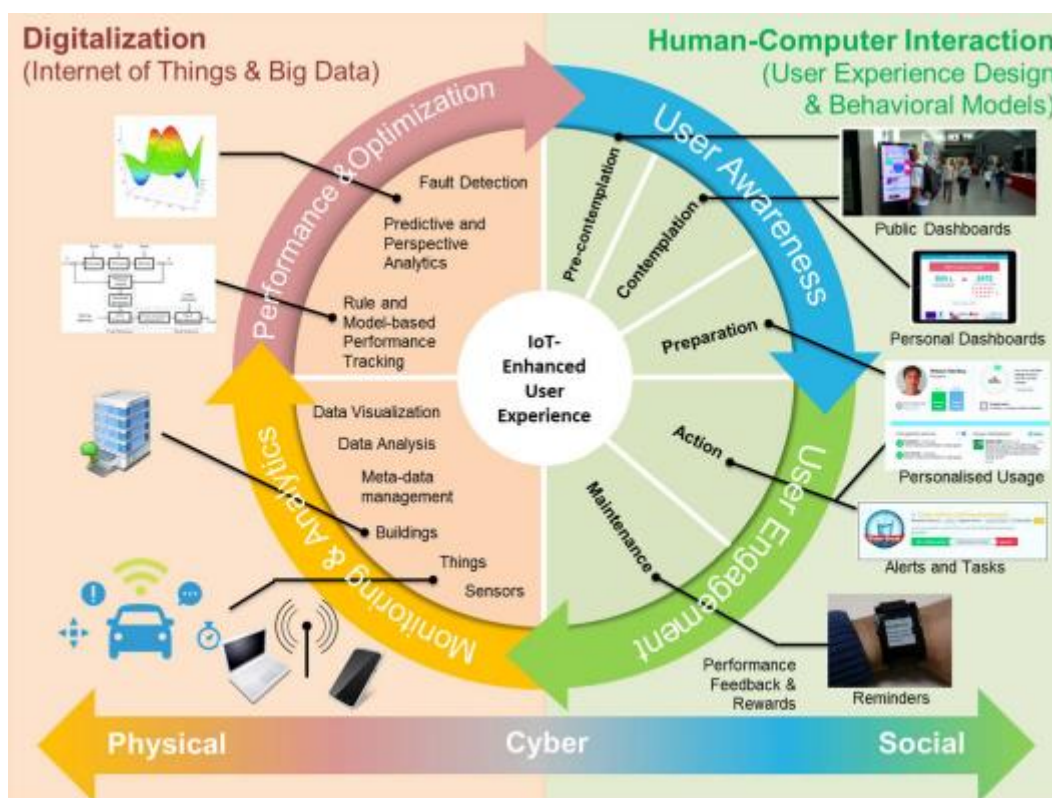 Digitalization
(Internet of Things & Big Data)
Human-Computer Interaction
(User Experience Design
& Behavioral Models)
Performance & Optimization
User Awareness
User Engagement
Monitoring & Analytics
Fault Detection
Predictive and
Perspective
Analytics
Rule and
Model-based
Performance
Tracking
Data Visualization
Data Analysis
Meta-data
management
Buildings
Things
Sensors
IoT-
Enhanced
User
Experience
Pre-contemplation
Contemplation
Preparation
Action
Maintenance
Public Dashboards
Personal Dashboards
Personalised Usage
Alerts and Tasks
Performance
Feedback &
Rewards
Reminders
Physical
Cyber
Social